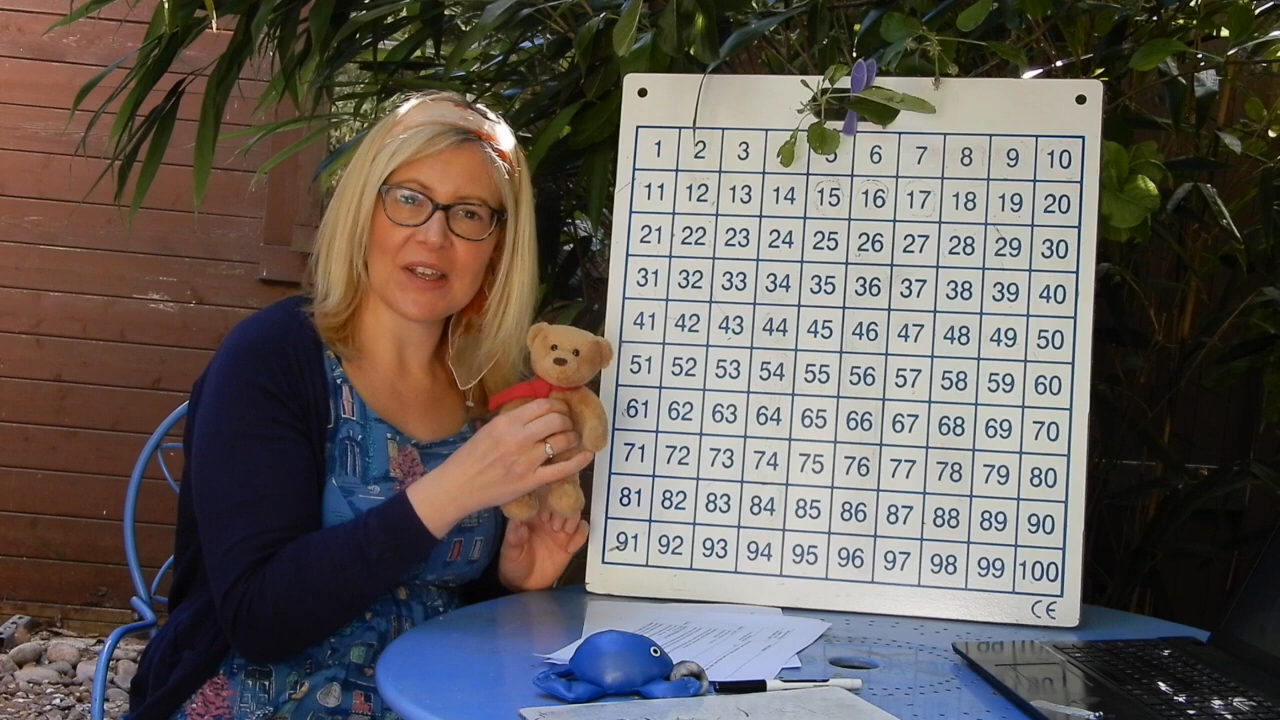 1 2 3 5 6 7 8 9 10
11 12 13 14 15 16 17 18 19 20
21 22 23 24 25 26 27 28 29 30
31 32 33 34 35 36 37 38 39 40
41 42 43 44 45 46 47 48 49 50
51 52 53 54 55 56 57 58 59 60
61 62 63 64 65 66 67 68 69 70
71 72 73 74 75 76 77 78 79 80
81 82 83 84 85 86 87 88 89 90
91 92 93 94 95 96 97 98 99 100
CE